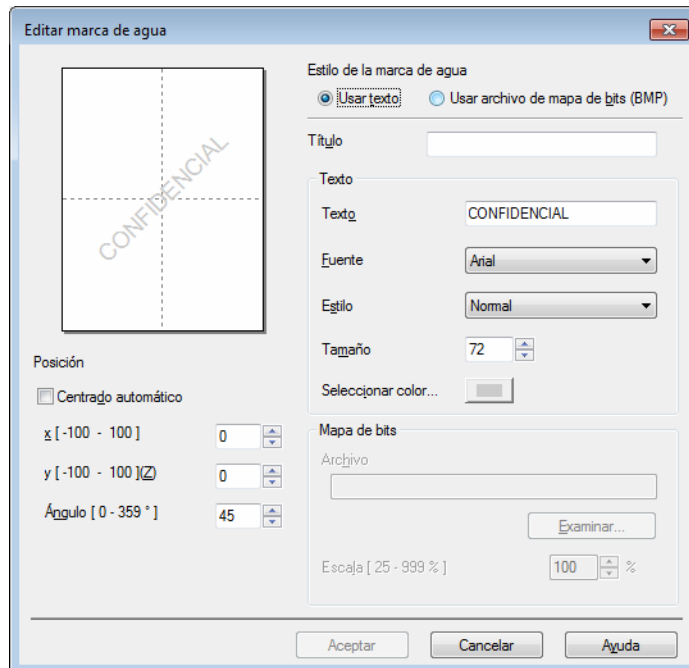 Editar marca de agua
CONFIDENCIAL
Estilo de la marca de agua
Usar texto
Usar archivo de mapa de bits (BMP)
Título
Texto
Texto CONFIDENCIAL
Fuente Arial
Estilo Normal
Tamaño 72
Seleccionar color...
Posición
Centrado automático
x [ -100 - 100 ] 0
y [ -100 - 100 ](Z) 0
Ángulo [ 0 - 359 ° ] 45
Mapa de bits
Archivo
Examinar...
Escala [ 25 - 999 % ] 100 %
Aceptar Cancelar Ayuda